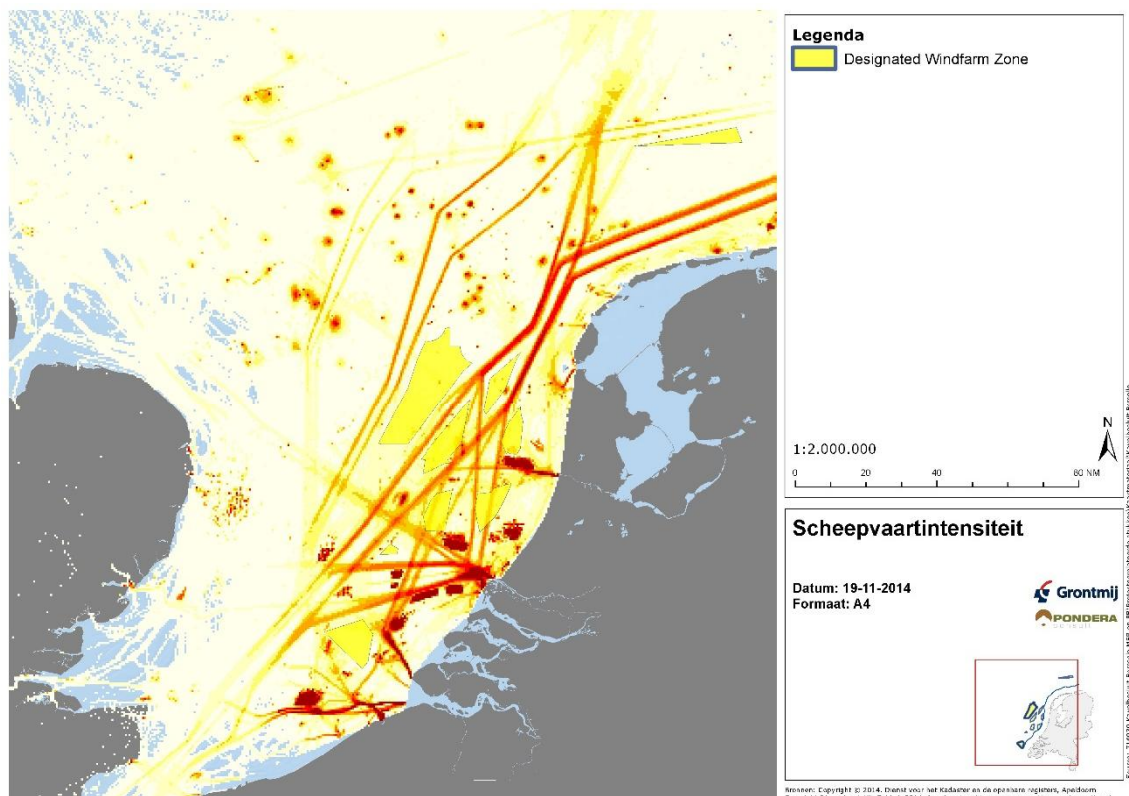 Legenda
Designated Windfarm Zone
N
1:2.000.000
0 20 40 80 NM
Scheepvaartintensiteit
Datum: 19-11-2014
Formaat: A4
Grontmij
PONDERA
Bronnen: Copyright © 2014, Dienst voor het Kadaster en de openbare registers, Apeldoorn